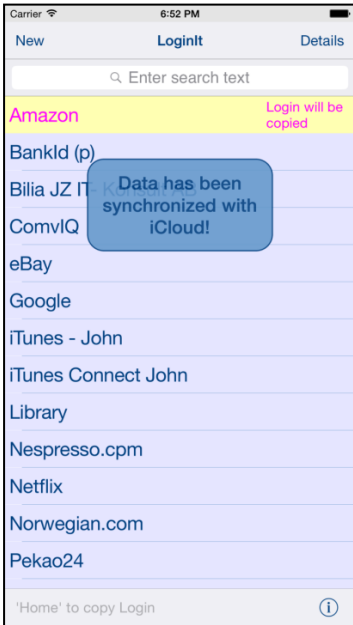 Carrier 6:52 PM
New LoginIt Details
Enter search text
Amazon Login will be
copied
BankId (p)
Bilia JZ IT- Konsult AB
Data has been
synchronized with
iCloud!
ComvIQ
eBay
Google
iTunes - John
iTunes Connect John
Library
Nespresso.cpm
Netflix
Norwegian.com
Pekao24
'Home' to copy Login